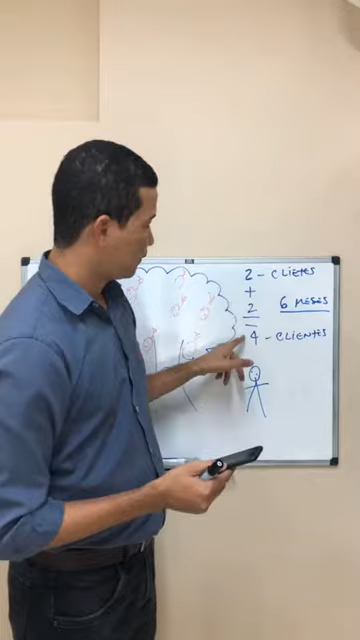 2 - CLIETES
+
2
=
6 MESES
4 - CLIENTES